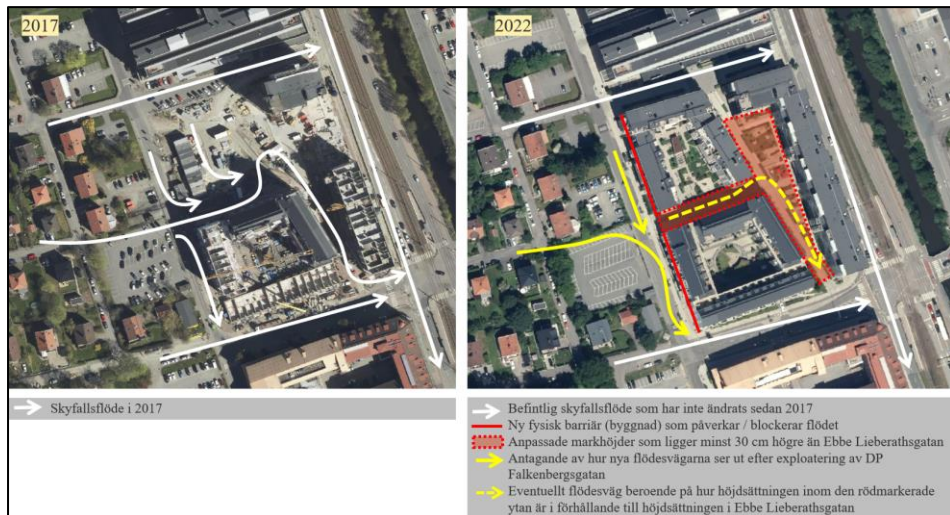 2017
2022
Skyfallsflöde i 2017
Befintlig skyfallsflöde som har inte ändrats sedan 2017
Ny fysisk barriär (byggnad) som påverkar / blockerar flödet
Anpassade markhöjder som ligger minst 30 cm högre än Ebbe Lieberathsgatan
Antagande av hur nya flödesvägarna ser ut efter exploatering av DP
Falkenbergsgatan
Eventuellt flödesväg beroende på hur höjdsättningen inom den rödmarkerade
ytan är i förhållande till höjdsättningen i Ebbe Lieberathsgatan